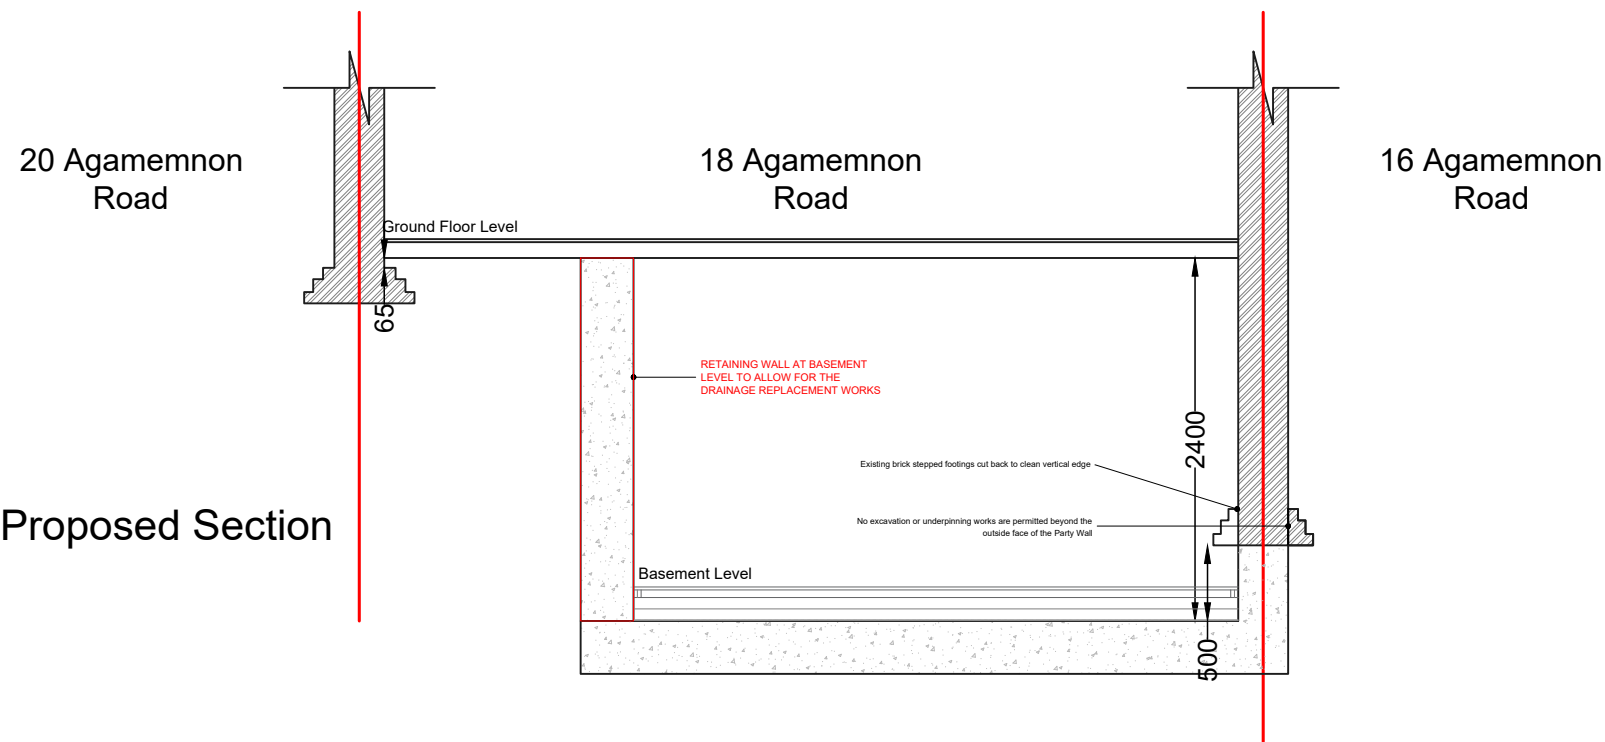 20 Agamemnon
Road
18 Agamemnon
Road
16 Agamemnon
Road
Ground Floor Level
65
RETAINING WALL AT BASEMENT
LEVEL TO ALLOW FOR THE
DRAINAGE REPLACEMENT WORKS
2400
Existing brick stepped footings cut back to clean vertical edge
No excavation or underpinning works are permitted beyond the
outside face of the Party Wall
Proposed Section
Basement Level
500